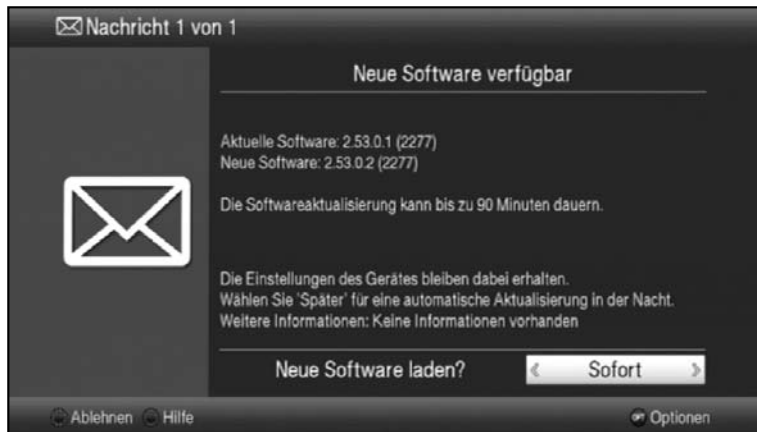 Nachricht 1 von 1
Neue Software verfügbar
Aktuelle Software: 2.53.0.1 (2277)
Neue Software: 2.53.0.2 (2277)
Die Softwareaktualisierung kann bis zu 90 Minuten dauern.
Die Einstellungen des Gerätes bleiben dabei erhalten.
Wählen Sie 'Später' für eine automatische Aktualisierung in der Nacht.
Weitere Informationen: Keine Informationen vorhanden
Neue Software laden? Sofort
Ablehnen Hilfe OPT Optionen